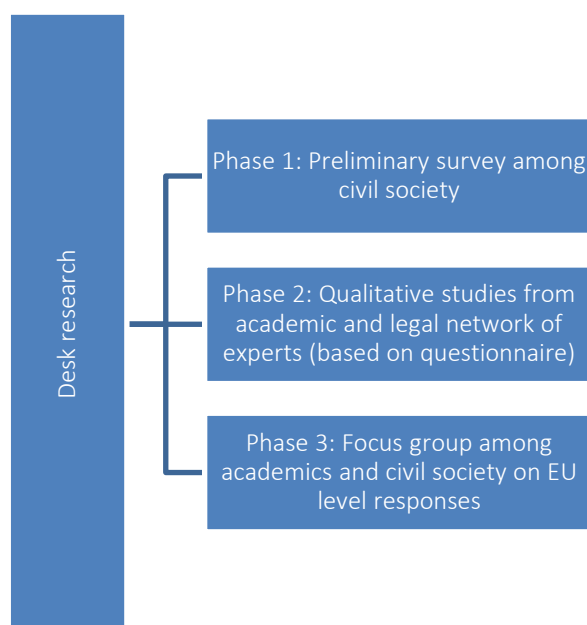 Desk research
Phase 1: Preliminary survey among
civil society
Phase 2: Qualitative studies from
academic and legal network of
experts (based on questionnaire)
Phase 3: Focus group among
academics and civil society on EU
level responses